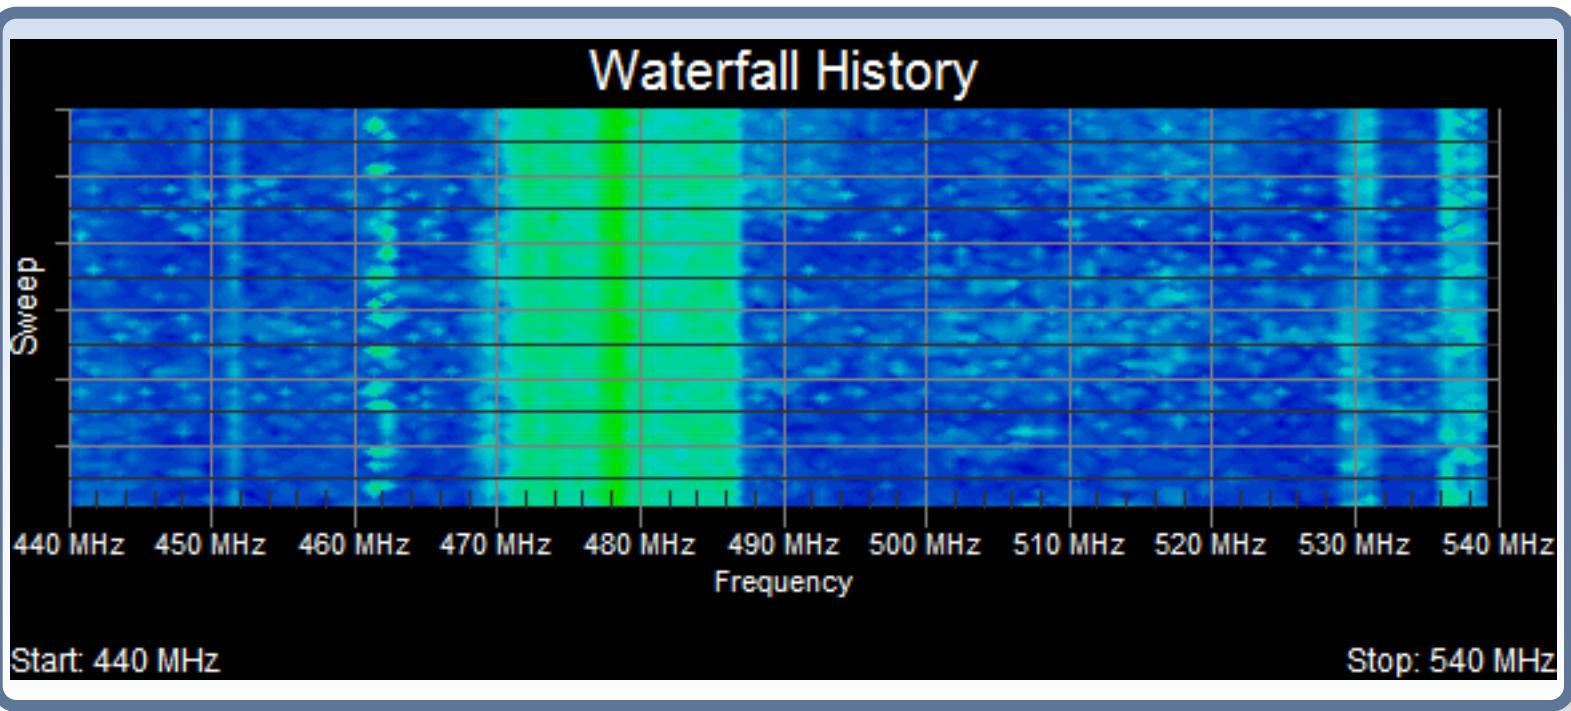 Waterfall History
Sweep
440 MHz 450 MHz 460 MHz 470 MHz 480 MHz 490 MHz 500 MHz 510 MHz 520 MHz 530 MHz 540 MHz
Frequency
Start: 440 MHz Stop: 540 MHz